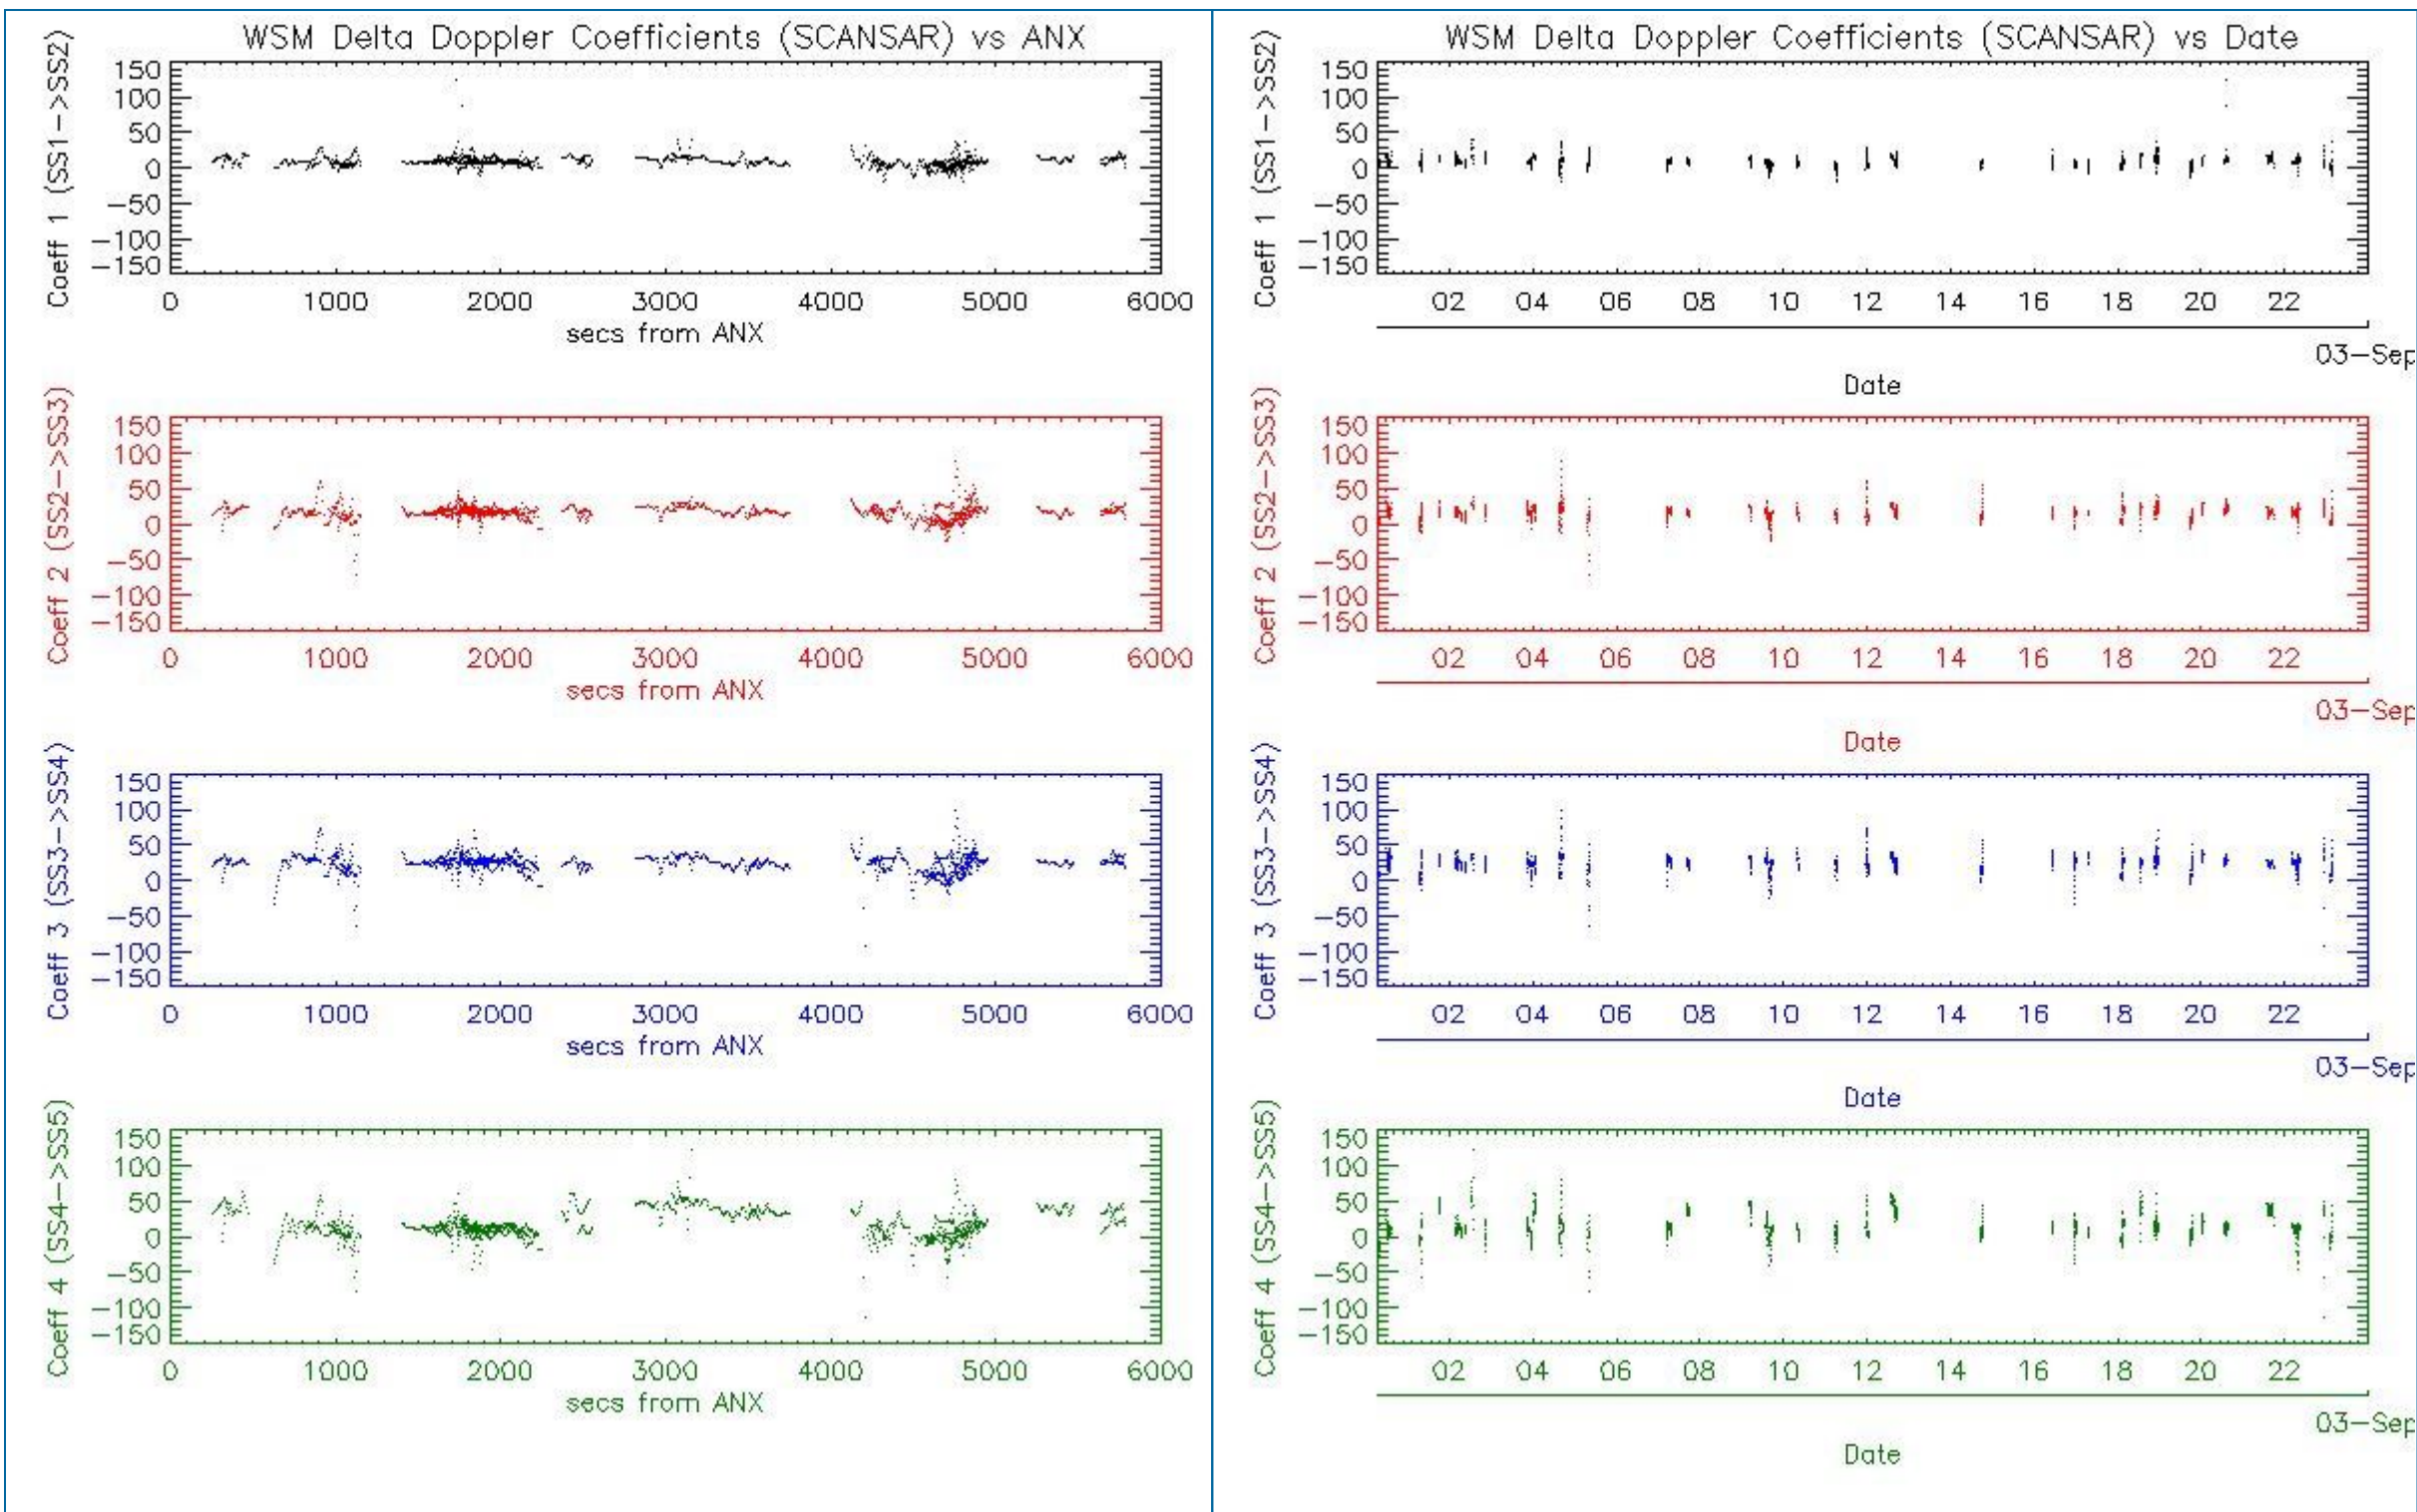 WSM Delta Doppler Coefficients (SCANSAR) vs ANX
Coeff 1 (SS1->SS2)
150
100
50
0
-50
-100
-150
0 1000 2000 3000 4000 5000 6000
secs from ANX
Coeff 2 (SS2->SS3)
150
100
50
0
-50
-100
-150
0 1000 2000 3000 4000 5000 6000
secs from ANX
Coeff 3 (SS3->SS4)
150
100
50
0
-50
-100
-150
0 1000 2000 3000 4000 5000 6000
secs from ANX
Coeff 4 (SS4->SS5)
150
100
50
0
-50
-100
-150
0 1000 2000 3000 4000 5000 6000
secs from ANX
WSM Delta Doppler Coefficients (SCANSAR) vs Date
Coeff 1 (SS1->SS2)
150
100
50
0
-50
-100
-150
02 04 06 08 10 12 14 16 18 20 22
03-Sep
Date
Coeff 2 (SS2->SS3)
150
100
50
0
-50
-100
-150
02 04 06 08 10 12 14 16 18 20 22
03-Sep
Date
Coeff 3 (SS3->SS4)
150
100
50
0
-50
-100
-150
02 04 06 08 10 12 14 16 18 20 22
03-Sep
Date
Coeff 4 (SS4->SS5)
150
100
50
0
-50
-100
-150
02 04 06 08 10 12 14 16 18 20 22
03-Sep
Date